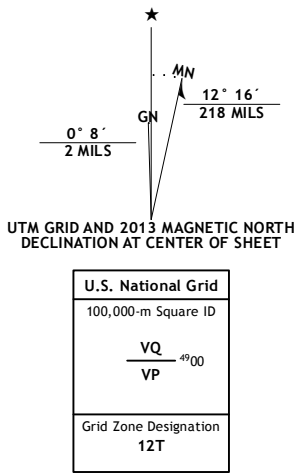 ★
MN
GN
12° 16´
218 MILS
0° 8´
2 MILS
UTM GRID AND 2013 MAGNETIC NORTH
DECLINATION AT CENTER OF SHEET
U.S. National Grid
100,000-m Square ID
VQ
⁴⁹00
VP
Grid Zone Designation
12T